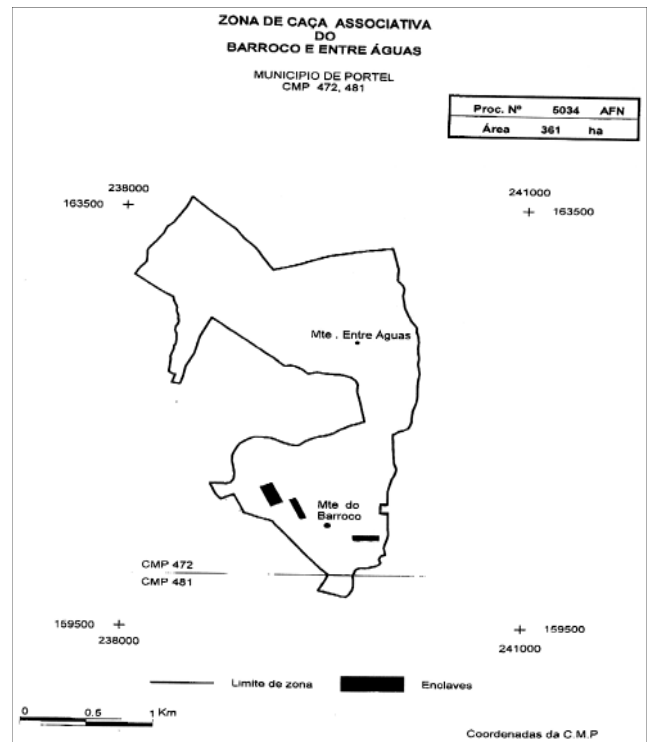 ZONA DE CAÇA ASSOCIATIVA
DO
BARROCO E ENTRE ÁGUAS
MUNICIPIO DE PORTEL
CMP 472, 481
Proc. Nº 5034 AFN
Área 361 ha
238000
163500
241000
163500
Mte . Entre Águas
Mte do
Barroco
CMP 472
CMP 481
159500
238000
159500
241000
Limite de zona
Enclaves
0 0.5 1 Km
Coordenadas da C.M.P